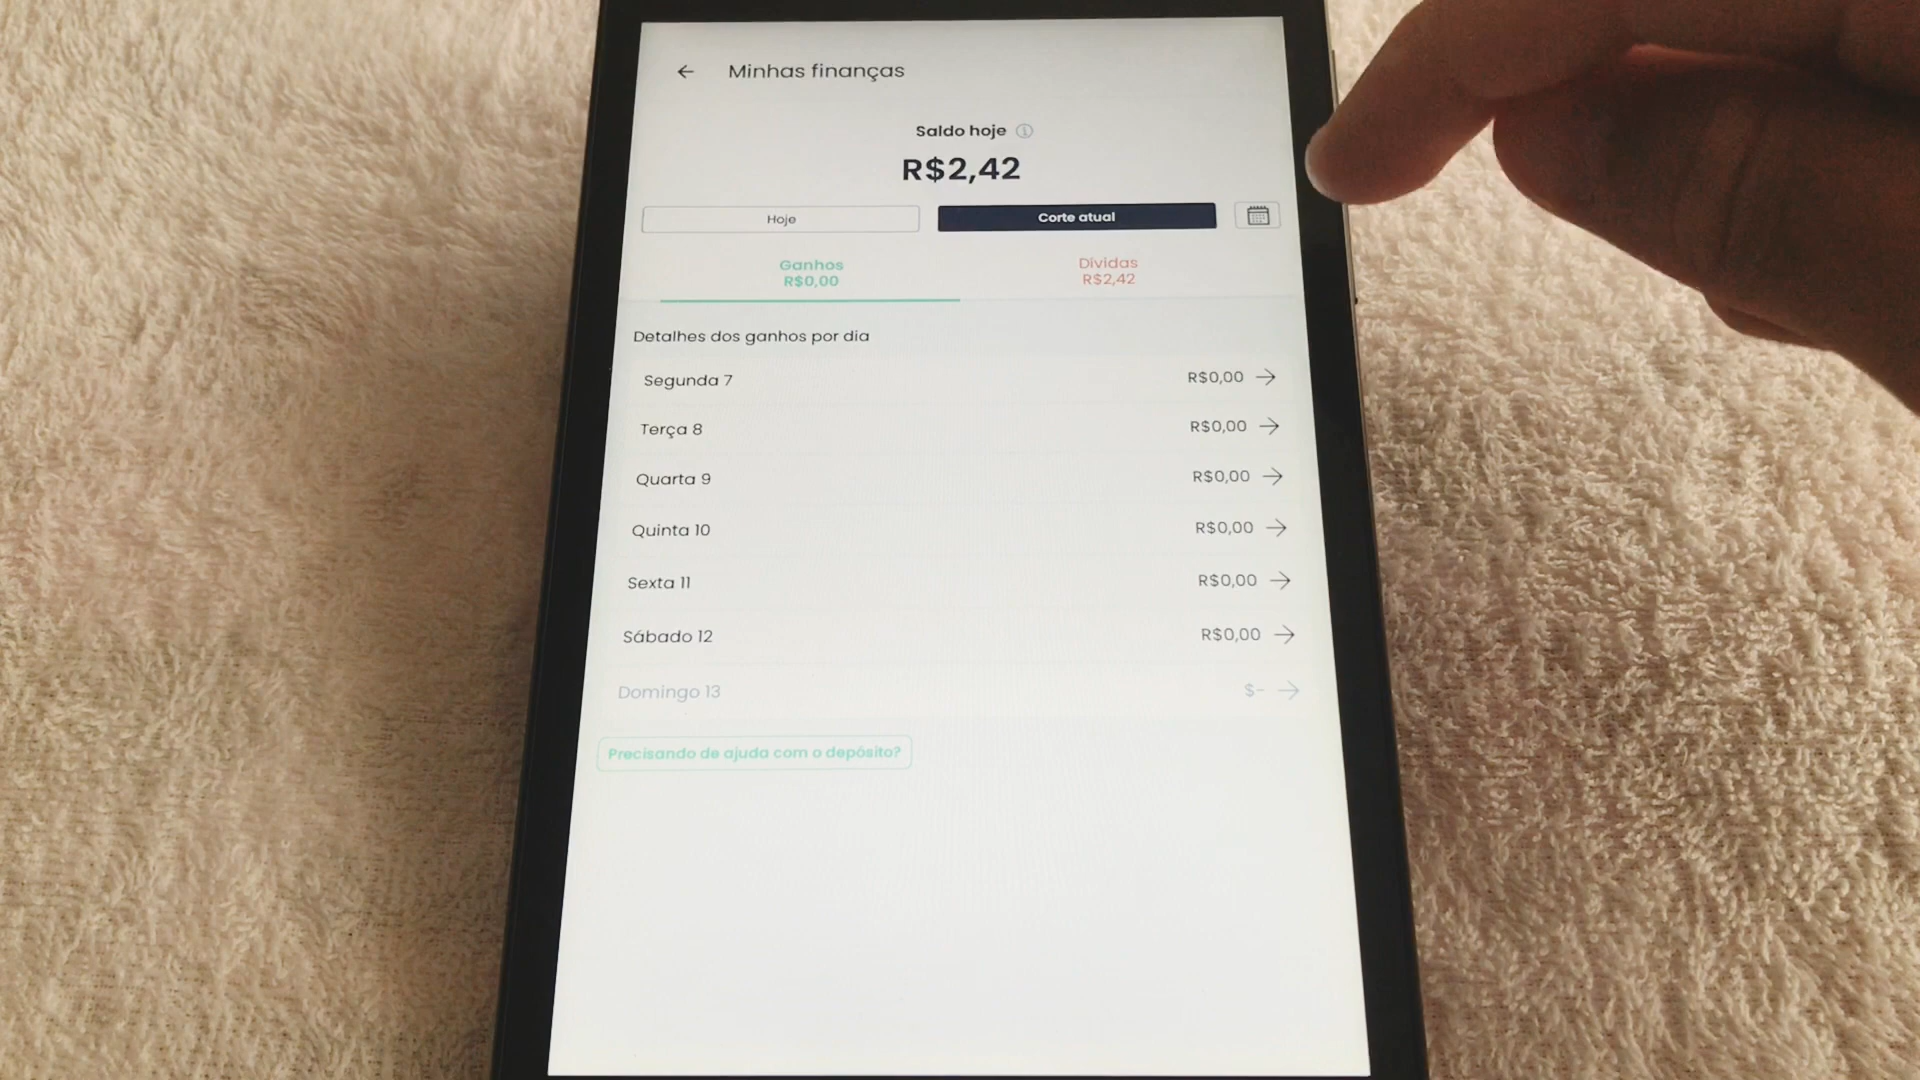 Minhas finanças
Saldo hoje
R$2,42
Hoje
Corte atual
Ganhos
R$0,00
Dívidas
R$2,42
Detalhes dos ganhos por dia
Segunda 7 R$0,00
Terça 8 R$0,00
Quarta 9 R$0,00
Quinta 10 R$0,00
Sexta 11 R$0,00
Sábado 12 R$0,00
Domingo 13 $-
Precisando de ajuda com o depósito?